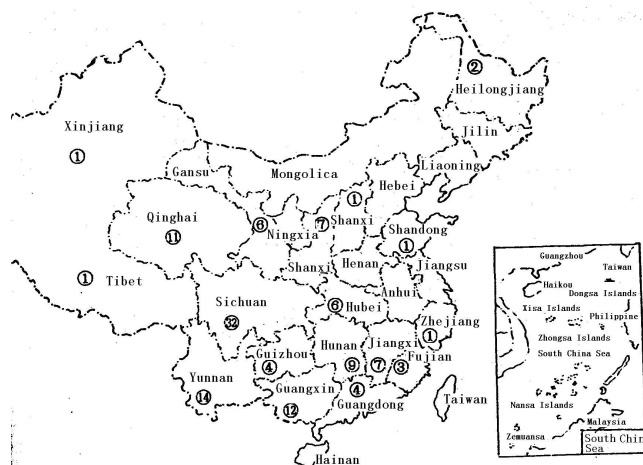 ②
Heilongjiang
Xinjiang
Jilin
①
Liaoning
Gansu
Mongolica
Hebei
①
Qinghai
⑥
⑦
Shanxi
Ningxia
Shandong
⑪
①
Henan
Shanxi
Jiangsu
①
Tibet
Anhui
Sichuan
⑥
Hubei
Zhejiang
㉜
①
Hunan
Jiangxi
Guizhou
Fujian
④
⑨
⑦
③
Yunnan
Guangxin
④
⑭
⑫
Guangdong
Taiwan
Hainan
Guangzhou
Taiwan
Haikou
Dongsa Islands
Xisa Islands
Philippine
Zhongsa Islands
South China Sea
Nansa Islands
Malaysia
Zemuansa
South Chin
Sea